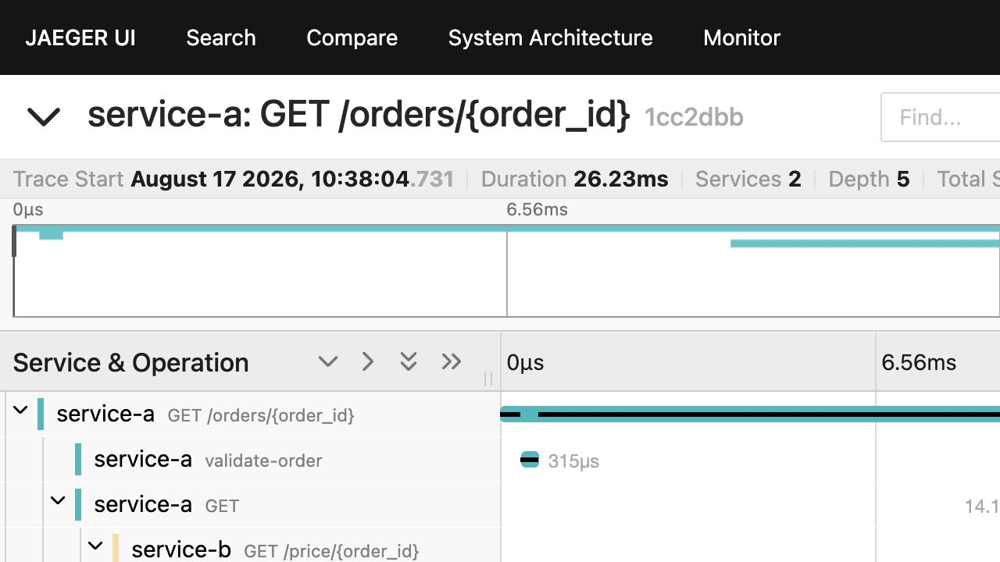 JAEGER UI Search Compare System Architecture Monitor
service-a: GET /orders/{order_id} 1cc2dbb Find...
Trace Start August 17 2026, 10:38:04.731 Duration 26.23ms Services 2 Depth 5 Total
0μs 6.56ms
Service & Operation 0μs 6.56ms
service-a GET /orders/{order_id}
service-a validate-order 315μs
service-a GET 14.1
service-b GET /price/{order_id}